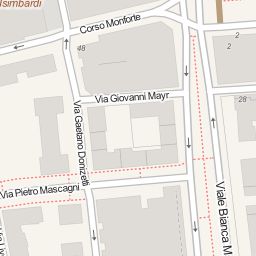 Isimbardi
Corso Monforte
48
2
2
Via Giovanni Mayr
28
Via Gaetano Donizetti
Via Pietro Mascagni
Viale Bianca M